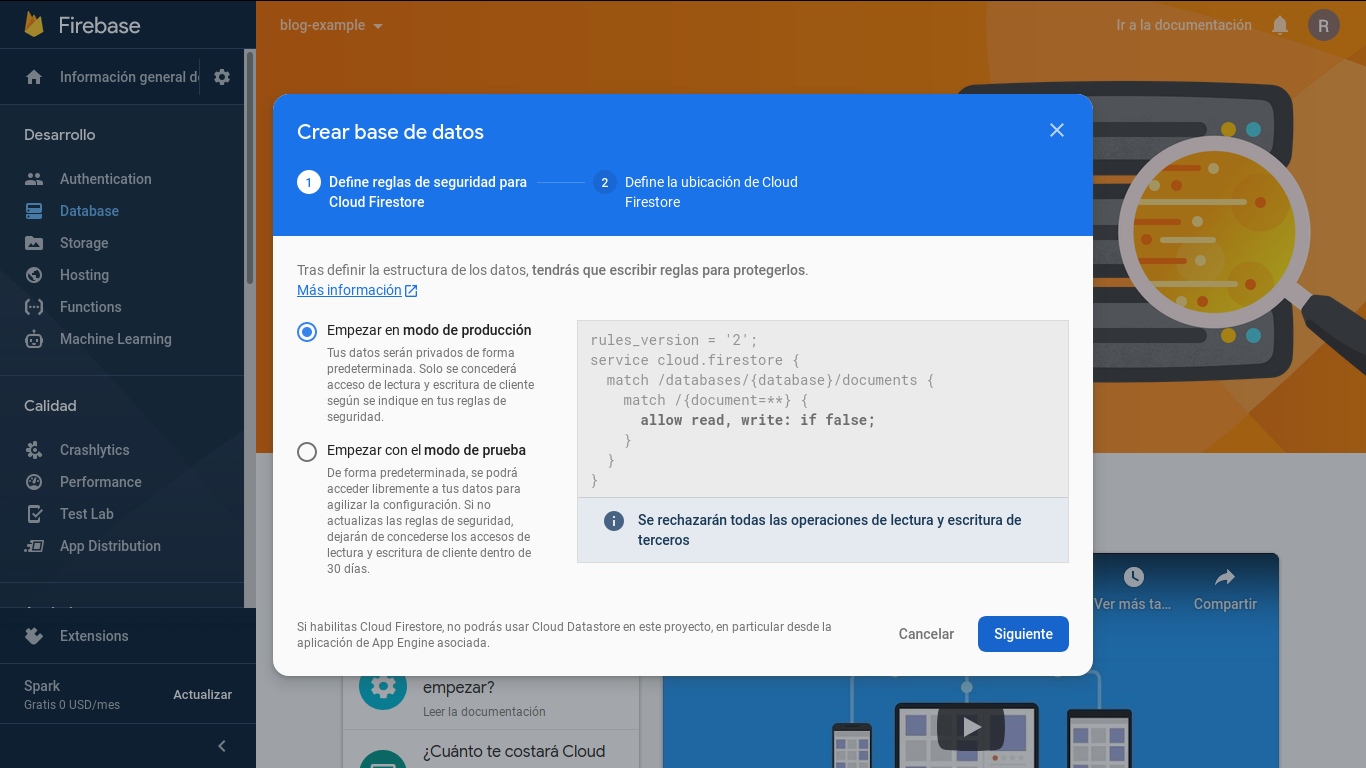 Firebase
Información general d
Desarrollo
Authentication
Database
Storage
Hosting
Functions
Machine Learning
Calidad
Crashlytics
Performance
Test Lab
App Distribution
Extensions
Spark
Gratis 0 USD/mes
Actualizar
blog-example
Ir a la documentación
R
Crear base de datos
1
Define reglas de seguridad para
Cloud Firestore
2
Define la ubicación de Cloud
Firestore
Tras definir la estructura de los datos, tendrás que escribir reglas para protegerlos.
Más información
Empezar en modo de producción
Tus datos serán privados de forma
predeterminada. Solo se concederá
acceso de lectura y escritura de cliente
según se indique en tus reglas de
seguridad.
Empezar con el modo de prueba
De forma predeterminada, se podrá
acceder libremente a tus datos para
agilizar la configuración. Si no
actualizas las reglas de seguridad,
dejarán de concederse los accesos de
lectura y escritura de cliente dentro de
30 días.
rules_version = '2';
service cloud.firestore {
match /databases/{database}/documents {
match /{document=**} {
allow read, write: if false;
}
}
}
Se rechazarán todas las operaciones de lectura y escritura de
terceros
Si habilitas Cloud Firestore, no podrás usar Cloud Datastore en este proyecto, en particular desde la
aplicación de App Engine asociada.
Cancelar
Siguiente
Ver más ta...
Compartir
empezar?
Leer la documentación
¿Cuánto te costará Cloud